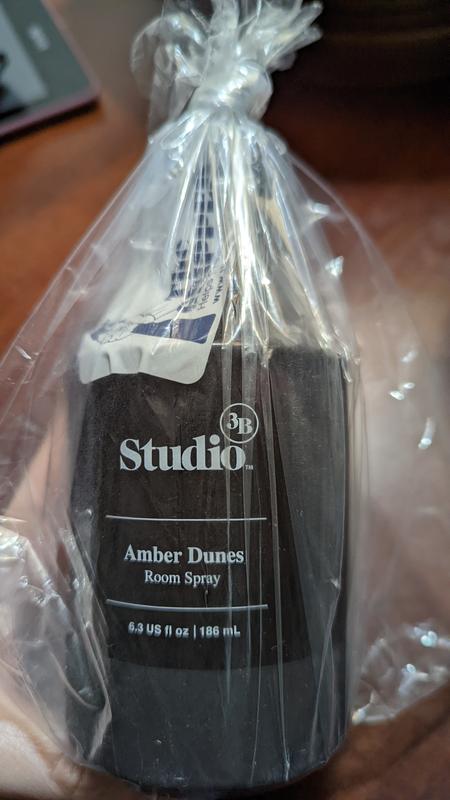 3B
Studio™
Amber Dunes
Room Spray
6.3 US fl oz | 186 mL